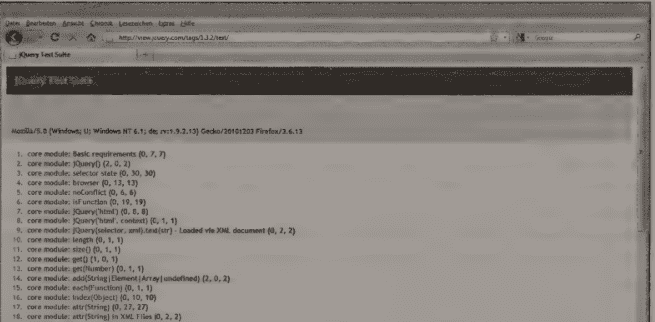 Datei Bearbeiten Ansicht Chronik Lesezeichen Extras Hilfe
http://view.jquery.com/tags/1.3.2/test/
Google
jQuery Test Suite
jQuery Test Suite
Mozilla/5.0 (Windows; U; Windows NT 6.1; de; rv:1.9.2.13) Gecko/20101203 Firefox/3.6.13
1. core module: Basic requirements (0, 7, 7)
2. core module: jQuery() (2, 0, 2)
3. core module: selector state (0, 30, 30)
4. core module: browser (0, 13, 13)
5. core module: noConflict (0, 6, 6)
6. core module: isFunction (0, 19, 19)
7. core module: jQuery('html') (0, 8, 8)
8. core module: jQuery('html', context) (0, 1, 1)
9. core module: jQuery(selector, xml).text(str) - Loaded via XML document (0, 2, 2)
10. core module: length (0, 1, 1)
11. core module: size() (0, 1, 1)
12. core module: get() (1, 0, 1)
13. core module: get(Number) (0, 1, 1)
14. core module: add(String|Element|Array|undefined) (2, 0, 2)
15. core module: each(Function) (0, 1, 1)
16. core module: index(Object) (0, 10, 10)
17. core module: attr(String) (0, 27, 27)
18. core module: attr(String) in XML Files (0, 2, 2)